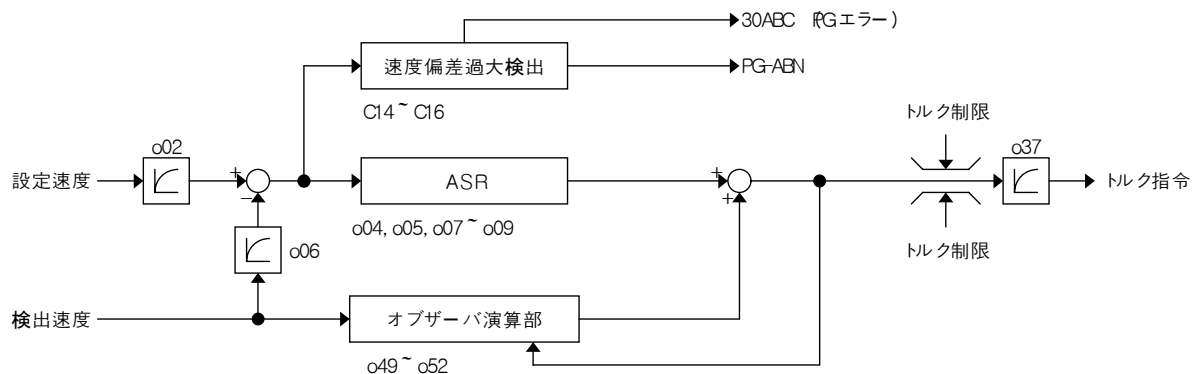 30ABC (PGエラー)
速度偏差過大検出
PG-ABN
C14~C16
トルク制限
o02
o37
+
設定速度
ASR
+
トルク指令
−
+
o04, o05, o07~o09
o06
トルク制限
検出速度
オブザーバ演算部
o49~o52